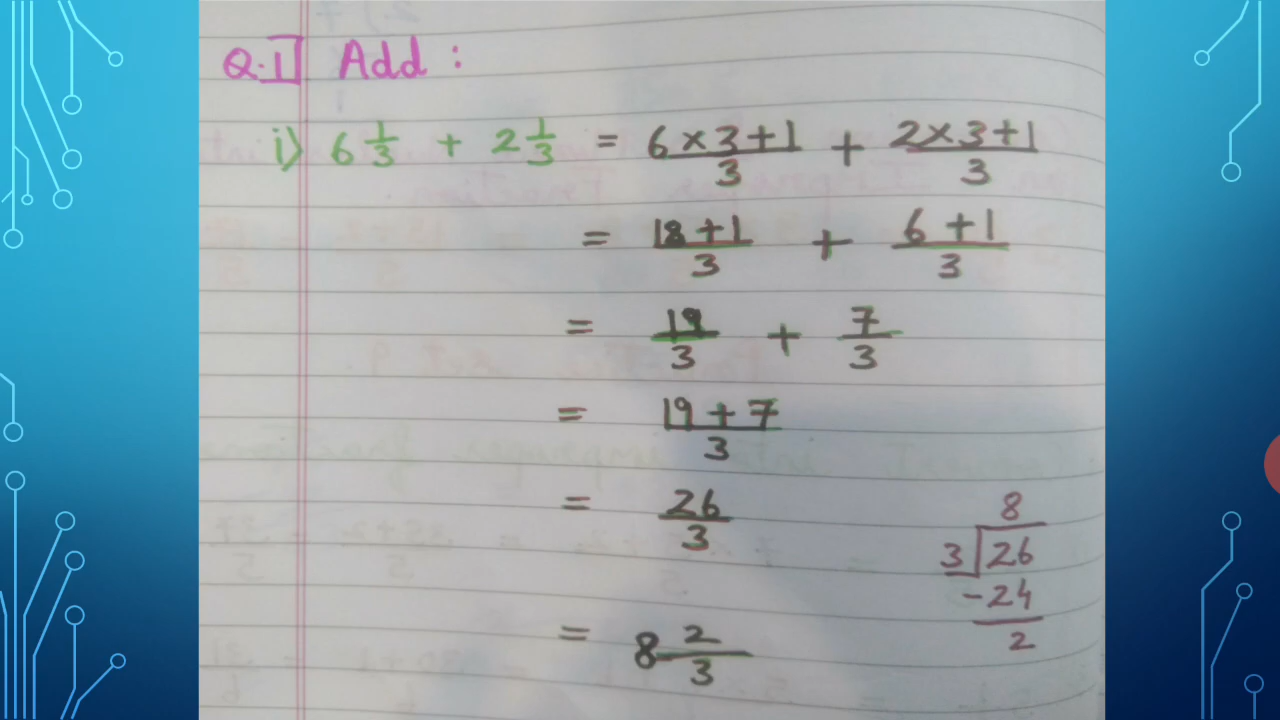 Q.1 Add :
i) 6 1/3 + 2 1/3 = 6×3+1/3 + 2×3+1/3
= 18+1/3 + 6+1/3
= 19/3 + 7/3
= 19+7/3
= 26/3
= 8 2/3
8
3 26
-24
2